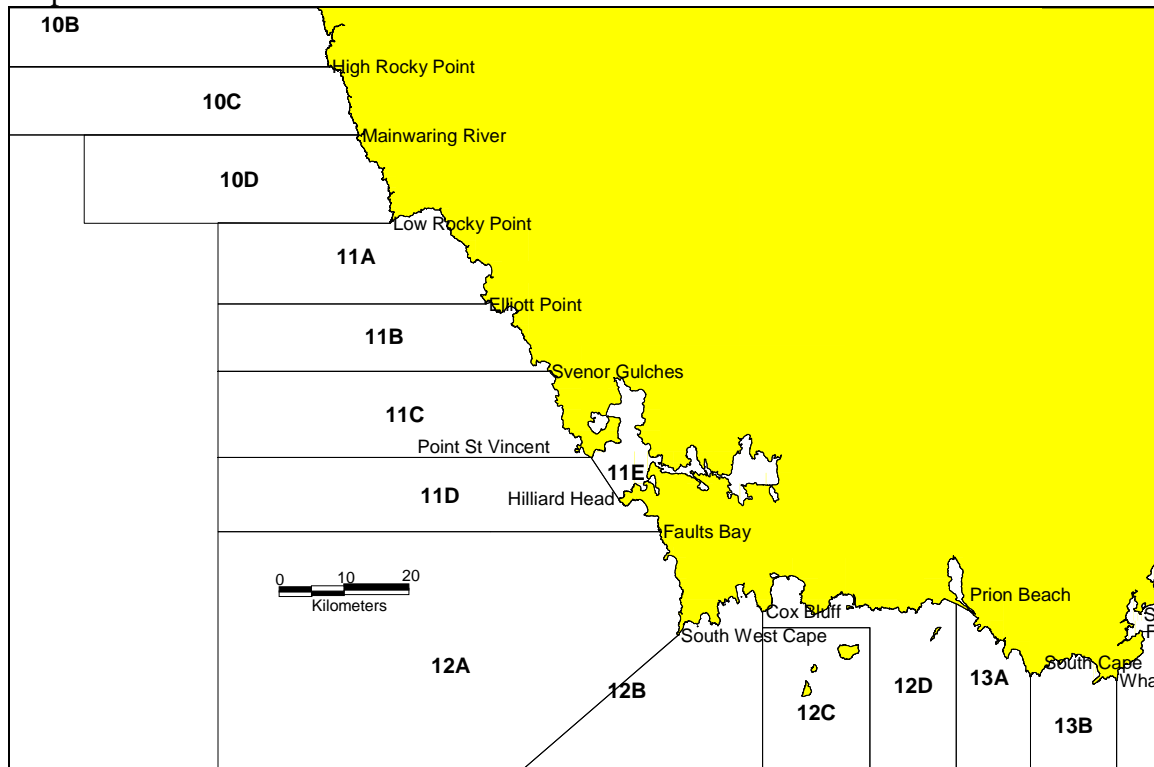 10B
High Rocky Point
10C
Mainwaring River
10D
Low Rocky Point
11A
Elliott Point
11B
Svenor Gulches
11C
Point St Vincent
11E
11D
Hilliard Head
Faults Bay
0 10 20
Kilometers
Prion Beach
Cox Bluff
South West Cape
South Cape
12A
12B
12C
12D
13A
13B